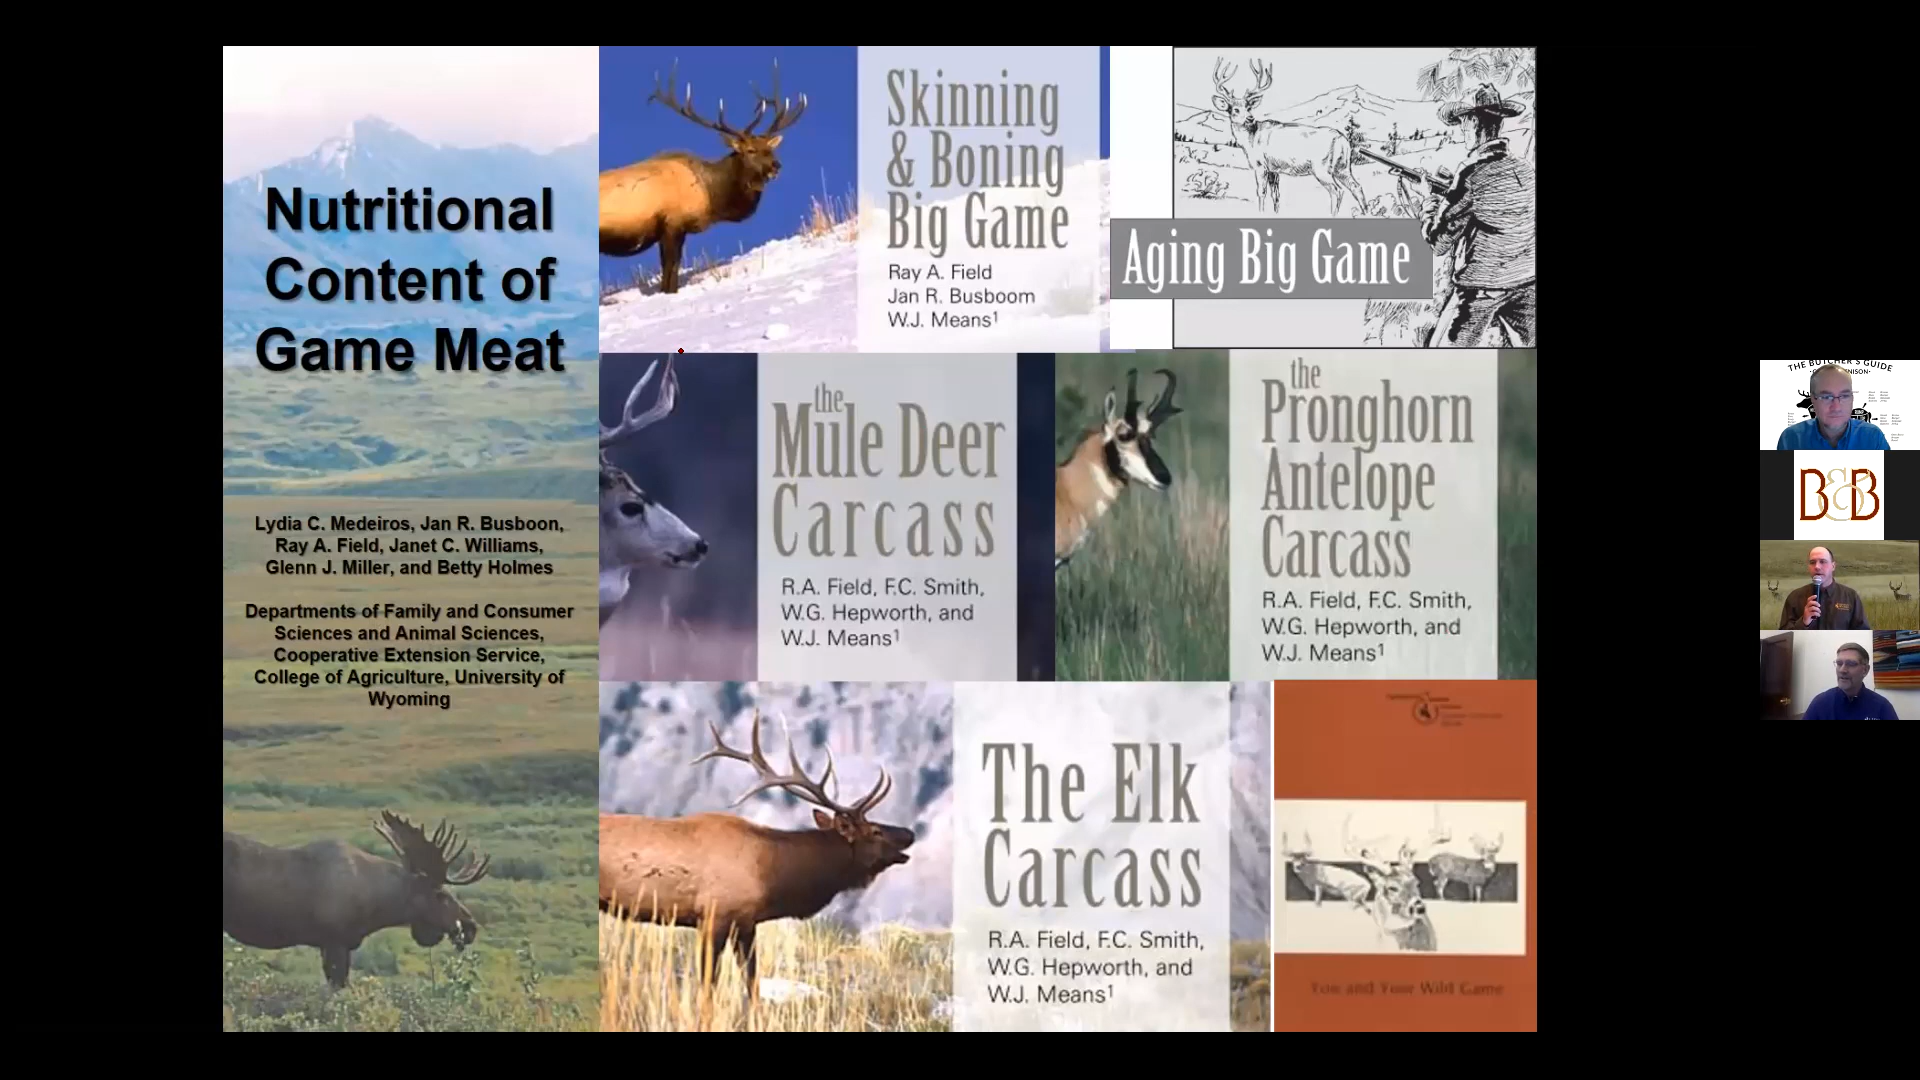 Nutritional
Content of
Game Meat
Lydia C. Medeiros, Jan R. Busboon,
Ray A. Field, Janet C. Williams,
Glenn J. Miller, and Betty Holmes
Departments of Family and Consumer
Sciences and Animal Sciences,
Cooperative Extension Service,
College of Agriculture, University of
Wyoming
Skinning
& Boning
Big Game
Ray A. Field
Jan R. Busboom
W.J. Means¹
Aging Big Game
the
Mule Deer
Carcass
R.A. Field, F.C. Smith,
W.G. Hepworth, and
W.J. Means¹
the
Pronghorn
Antelope
Carcass
R.A. Field, F.C. Smith,
W.G. Hepworth, and
W.J. Means¹
The Elk
Carcass
R.A. Field, F.C. Smith,
W.G. Hepworth, and
W.J. Means¹
You and Your Wild Game
THE BUTCHER'S GUIDE
B&B